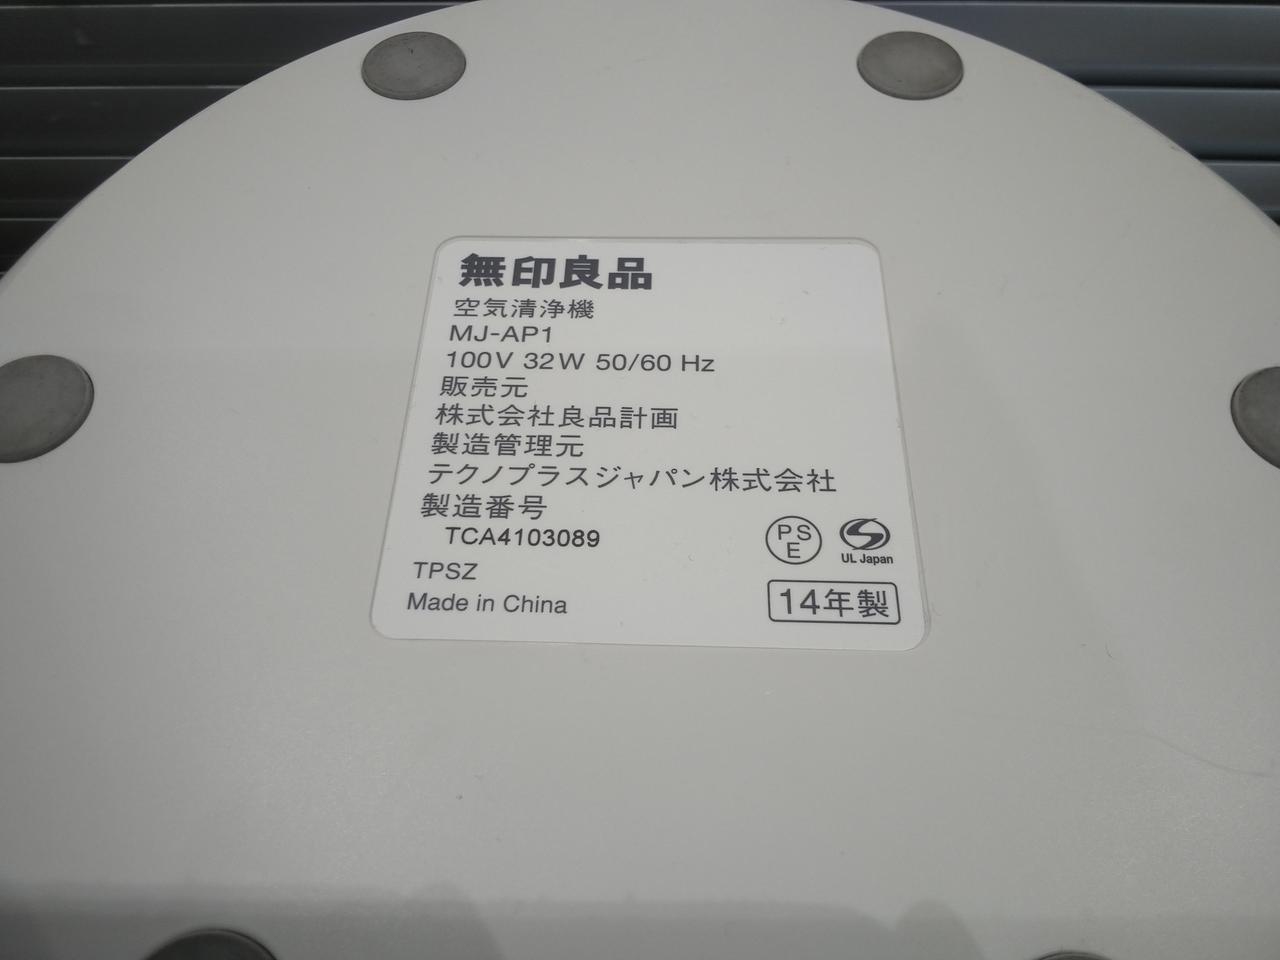 無印良品
空気清浄機
MJ-AP1
100V 32W 50/60 Hz
販売元
株式会社良品計画
製造管理元
テクノプラスジャパン株式会社
製造番号
TCA4103089
PS
E
UL Japan
TPSZ
Made in China
14年製